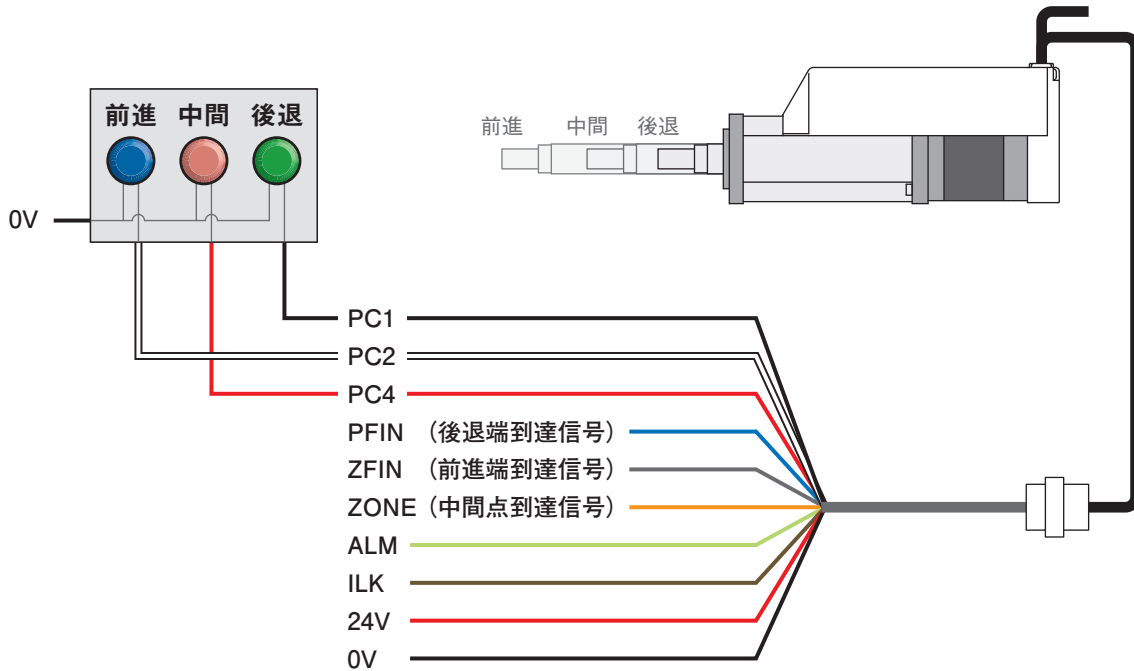 前進 中間 後退
前進 中間 後退
0V
PC1
PC2
PC4
PFIN (後退端到達信号)
ZFIN (前進端到達信号)
ZONE (中間点到達信号)
ALM
ILK
24V
0V